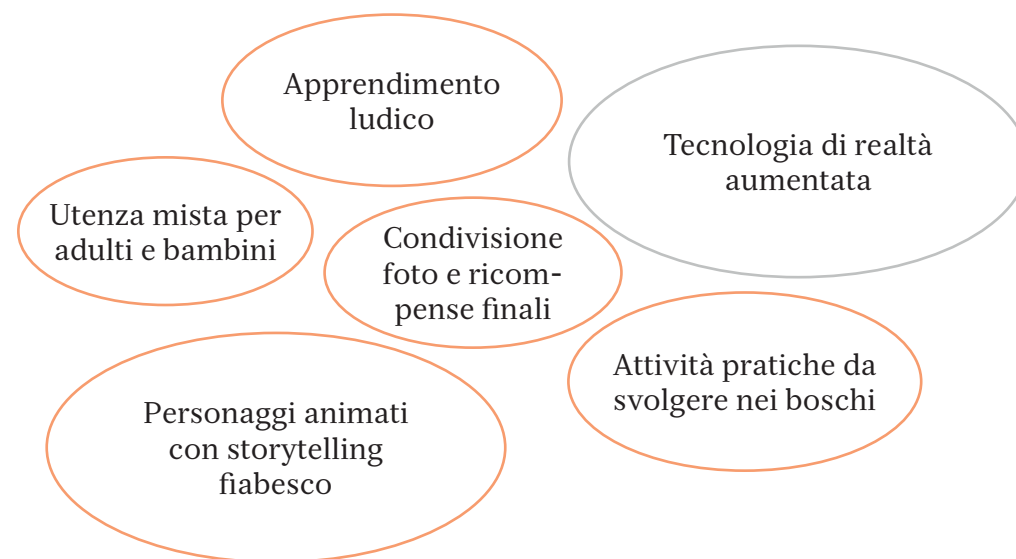 Apprendimento
ludico
Tecnologia di realtà
aumentata
Utenza mista per
adulti e bambini
Condivisione
foto e ricom-
pense finali
Attività pratiche da
svolgere nei boschi
Personaggi animati
con storytelling
fiabesco